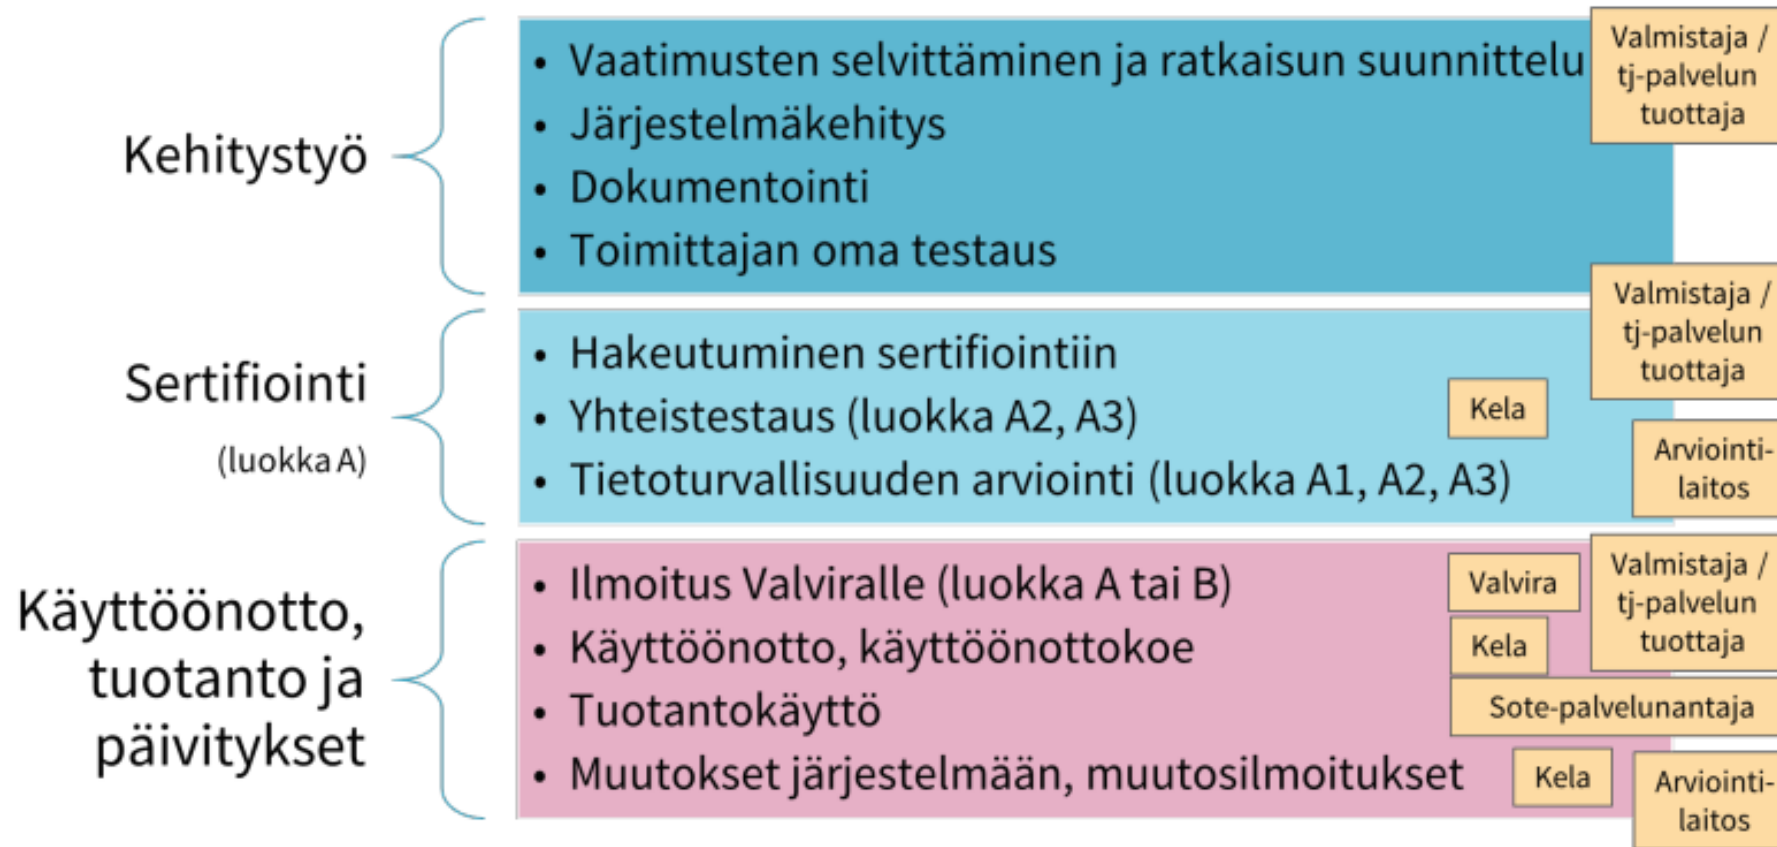 Kehitystyö
• Vaatimusten selvittäminen ja ratkaisun suunnittelu
• Järjestelmäkehitys
• Dokumentointi
• Toimittajan oma testaus
Valmistaja /
tj-palvelun
tuottaja
Sertifiointi
(luokka A)
• Hakeutuminen sertifiointiin
• Yhteistestaus (luokka A2, A3)
• Tietoturvallisuuden arviointi (luokka A1, A2, A3)
Valmistaja /
tj-palvelun
tuottaja
Kela
Arviointi-
laitos
Käyttöönotto,
tuotanto ja
päivitykset
• Ilmoitus Valviralle (luokka A tai B)
• Käyttöönotto, käyttöönottokoe
• Tuotantokäyttö
• Muutokset järjestelmään, muutosilmoitukset
Valvira
Valmistaja /
tj-palvelun
tuottaja
Kela
Sote-palvelunantaja
Kela
Arviointi-
laitos